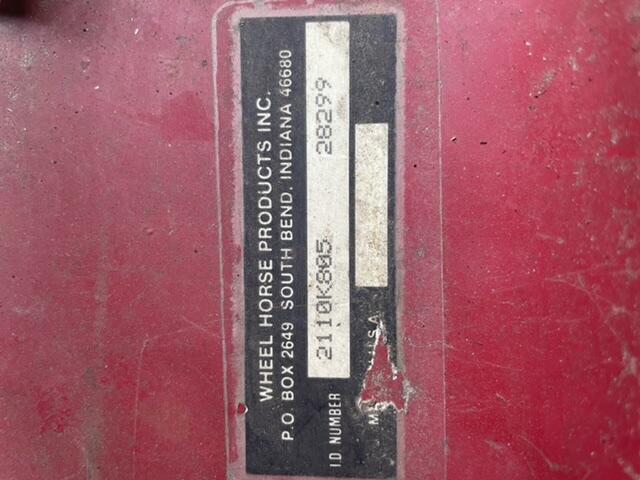 WHEEL HORSE PRODUCTS INC.
P.O. BOX 2649 SOUTH BEND, INDIANA 46680
I.D NUMBER 2110K805 28299
U.S.A.